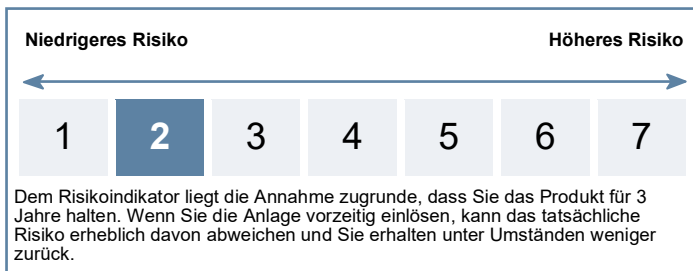 Niedrigeres Risiko Höheres Risiko
1 2 3 4 5 6 7
Dem Risikoindikator liegt die Annahme zugrunde, dass Sie das Produkt für 3
Jahre halten. Wenn Sie die Anlage vorzeitig einlösen, kann das tatsächliche
Risiko erheblich davon abweichen und Sie erhalten unter Umständen weniger
zurück.